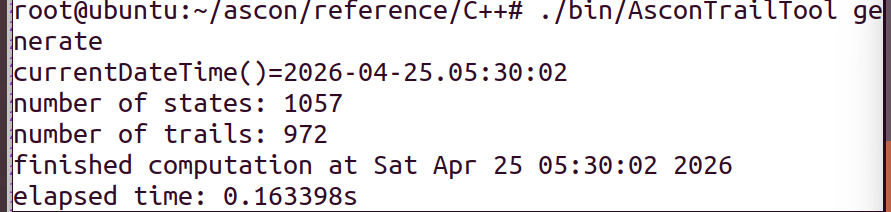 root@ubuntu:~/ascon/reference/C++# ./bin/AsconTrailTool ge
nerate
currentDateTime()=2026-04-25.05:30:02
number of states: 1057
number of trails: 972
finished computation at Sat Apr 25 05:30:02 2026
elapsed time: 0.163398s